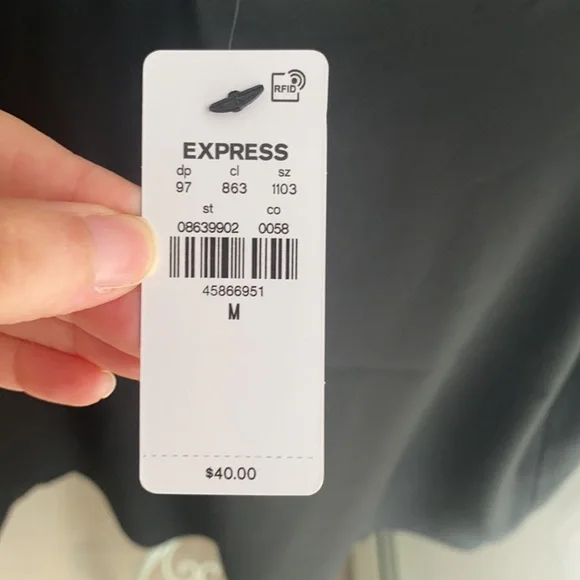 RFID
EXPRESS
dp cl sz
97 863 1103
st co
08639902 0058
45866951
M
$40.00